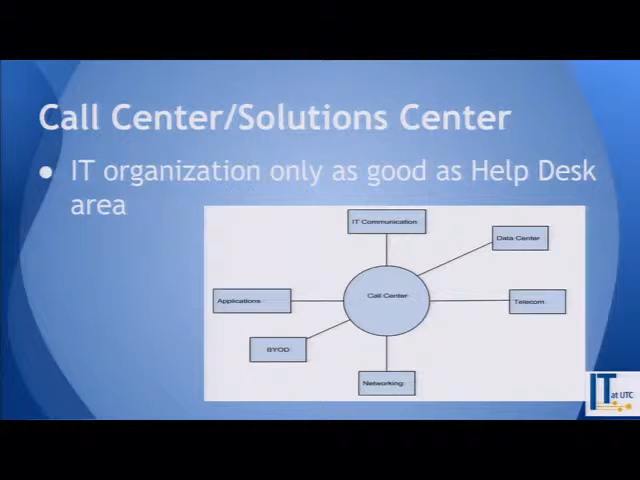 Call Center/Solutions Center
● IT organization only as good as Help Desk
area
IT Communication
Data Center
Call Center
Applications
Telecom
BYOD
Networking
IT at UTC